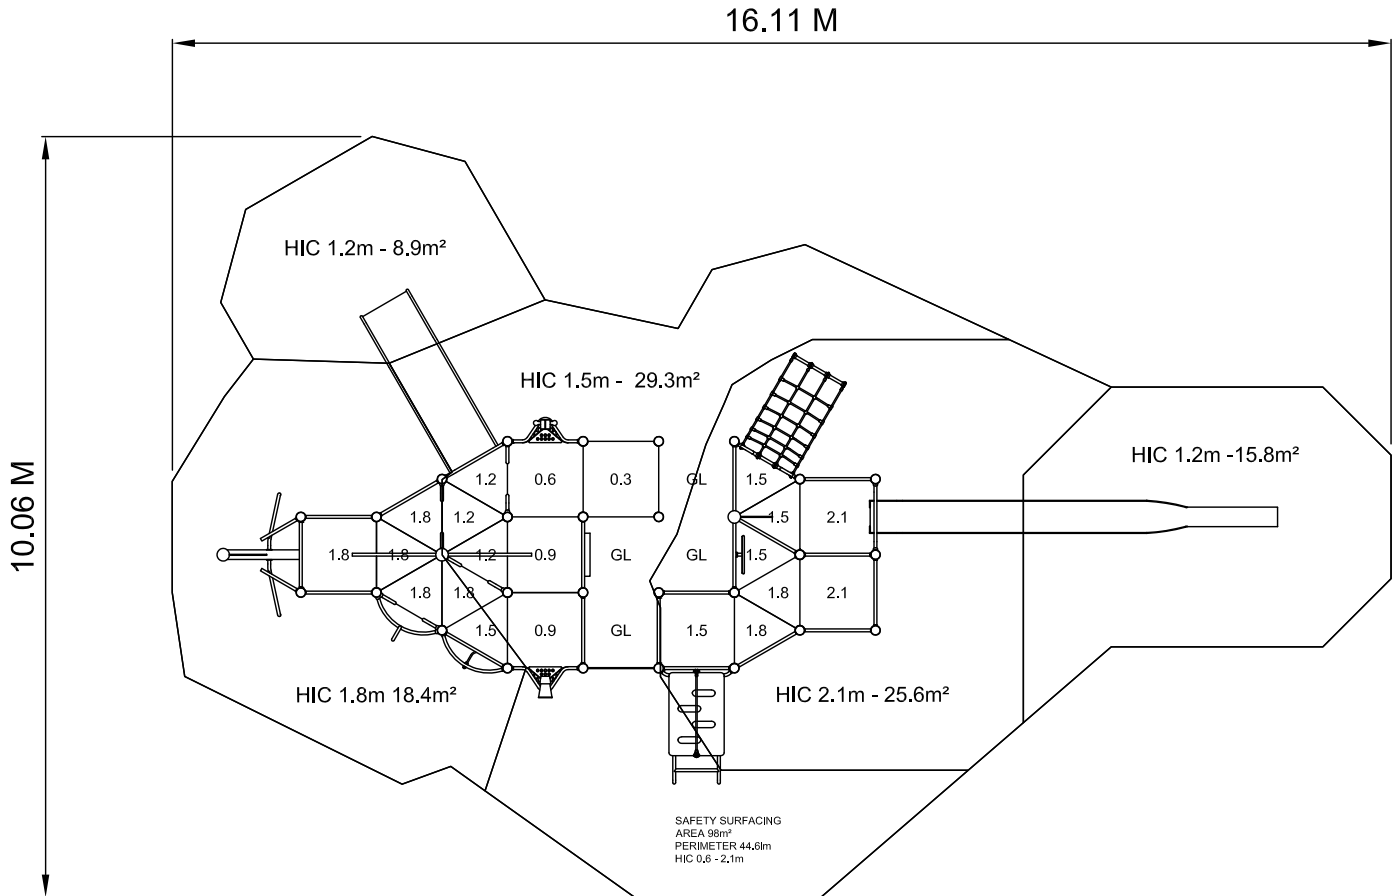 16.11 M
10.06 M
HIC 1.2m - 8.9m²
HIC 1.5m - 29.3m²
HIC 1.2m -15.8m²
1.2 0.6 0.3 GL 1.5
1.8 1.2 1.5 2.1
1.8 1.8 1.2 0.9 GL GL 1.5
1.8 1.8 1.8 2.1
1.5 0.9 GL 1.5 1.8
HIC 1.8m 18.4m²
HIC 2.1m - 25.6m²
SAFETY SURFACING
AREA 98m²
PERIMETER 44.6lm
HIC 0.6 - 2.1m